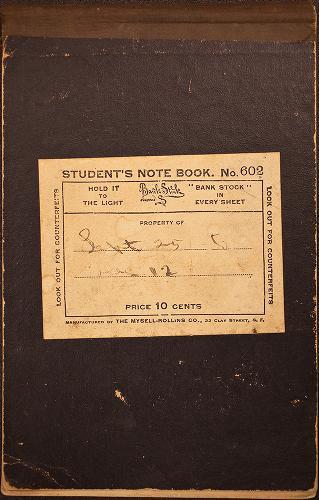 STUDENT'S NOTE BOOK. No. 602
HOLD IT
TO
THE LIGHT
Bank Stock
"BANK STOCK"
IN
EVERY SHEET
LOOK OUT FOR COUNTERFEITS
LOOK OUT FOR COUNTERFEITS
PROPERTY OF
Sept 25
12
PRICE 10 CENTS
MANUFACTURED BY THE MYSELL-ROLLINS CO., 22 CLAY STREET, S. F.